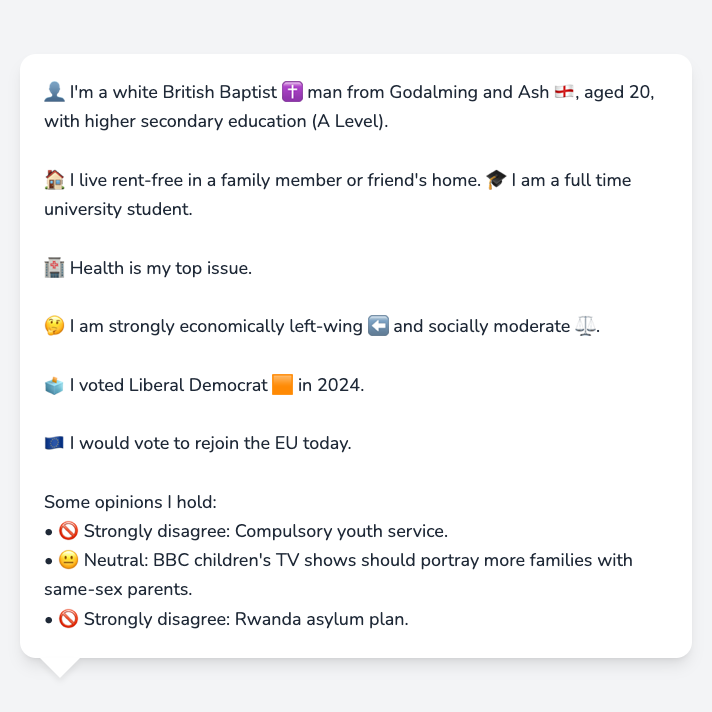 👤 I'm a white British Baptist ✝️ man from Godalming and Ash 🏴󠁧󠁢󠁥󠁮󠁧󠁿, aged 20,
with higher secondary education (A Level).
🏠 I live rent-free in a family member or friend's home. 🎓 I am a full time
university student.
🏥 Health is my top issue.
🤔 I am strongly economically left-wing ⬅️ and socially moderate ⚖️.
🗳️ I voted Liberal Democrat 🟧 in 2024.
🇪🇺 I would vote to rejoin the EU today.
Some opinions I hold:
• 🚫 Strongly disagree: Compulsory youth service.
• 😐 Neutral: BBC children's TV shows should portray more families with
same-sex parents.
• 🚫 Strongly disagree: Rwanda asylum plan.